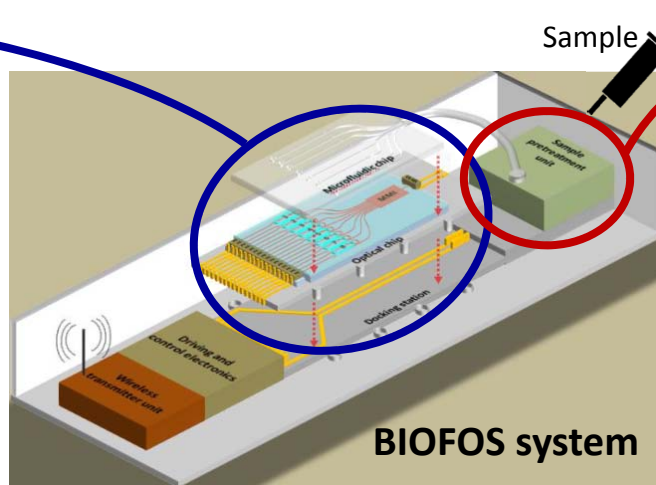 Sample
Sample
pretreatment
unit
Microfluidic chip
Optical chip
Docking station
Driving and
control electronics
Wireless
transmitter unit
BIOFOS system